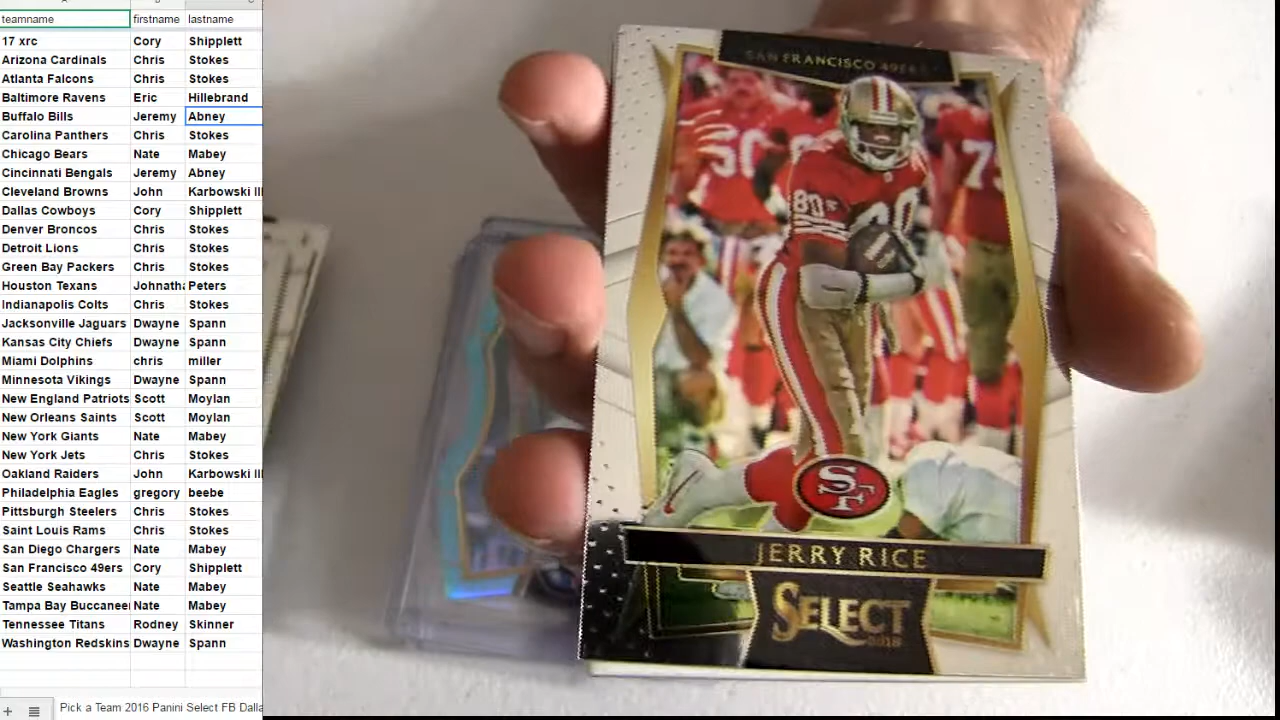 teamname firstname lastname
17 xrc Cory Shipplett
Arizona Cardinals Chris Stokes
Atlanta Falcons Chris Stokes
Baltimore Ravens Eric Hillebrand
Buffalo Bills Jeremy Abney
Carolina Panthers Chris Stokes
Chicago Bears Nate Mabey
Cincinnati Bengals Jeremy Abney
Cleveland Browns John Karbowski III
Dallas Cowboys Cory Shipplett
Denver Broncos Chris Stokes
Detroit Lions Chris Stokes
Green Bay Packers Chris Stokes
Houston Texans Johnatha Peters
Indianapolis Colts Chris Stokes
Jacksonville Jaguars Dwayne Spann
Kansas City Chiefs Dwayne Spann
Miami Dolphins chris miller
Minnesota Vikings Dwayne Spann
New England Patriots Scott Moylan
New Orleans Saints Scott Moylan
New York Giants Nate Mabey
New York Jets Chris Stokes
Oakland Raiders John Karbowski III
Philadelphia Eagles gregory beebe
Pittsburgh Steelers Chris Stokes
Saint Louis Rams Chris Stokes
San Diego Chargers Nate Mabey
San Francisco 49ers Cory Shipplett
Seattle Seahawks Nate Mabey
Tampa Bay Buccanee Nate Mabey
Tennessee Titans Rodney Skinner
Washington Redskins Dwayne Spann
Pick a Team 2016 Panini Select FB Dalla
SAN FRANCISCO 49ERS
80
SF
JERRY RICE
SELECT
2016